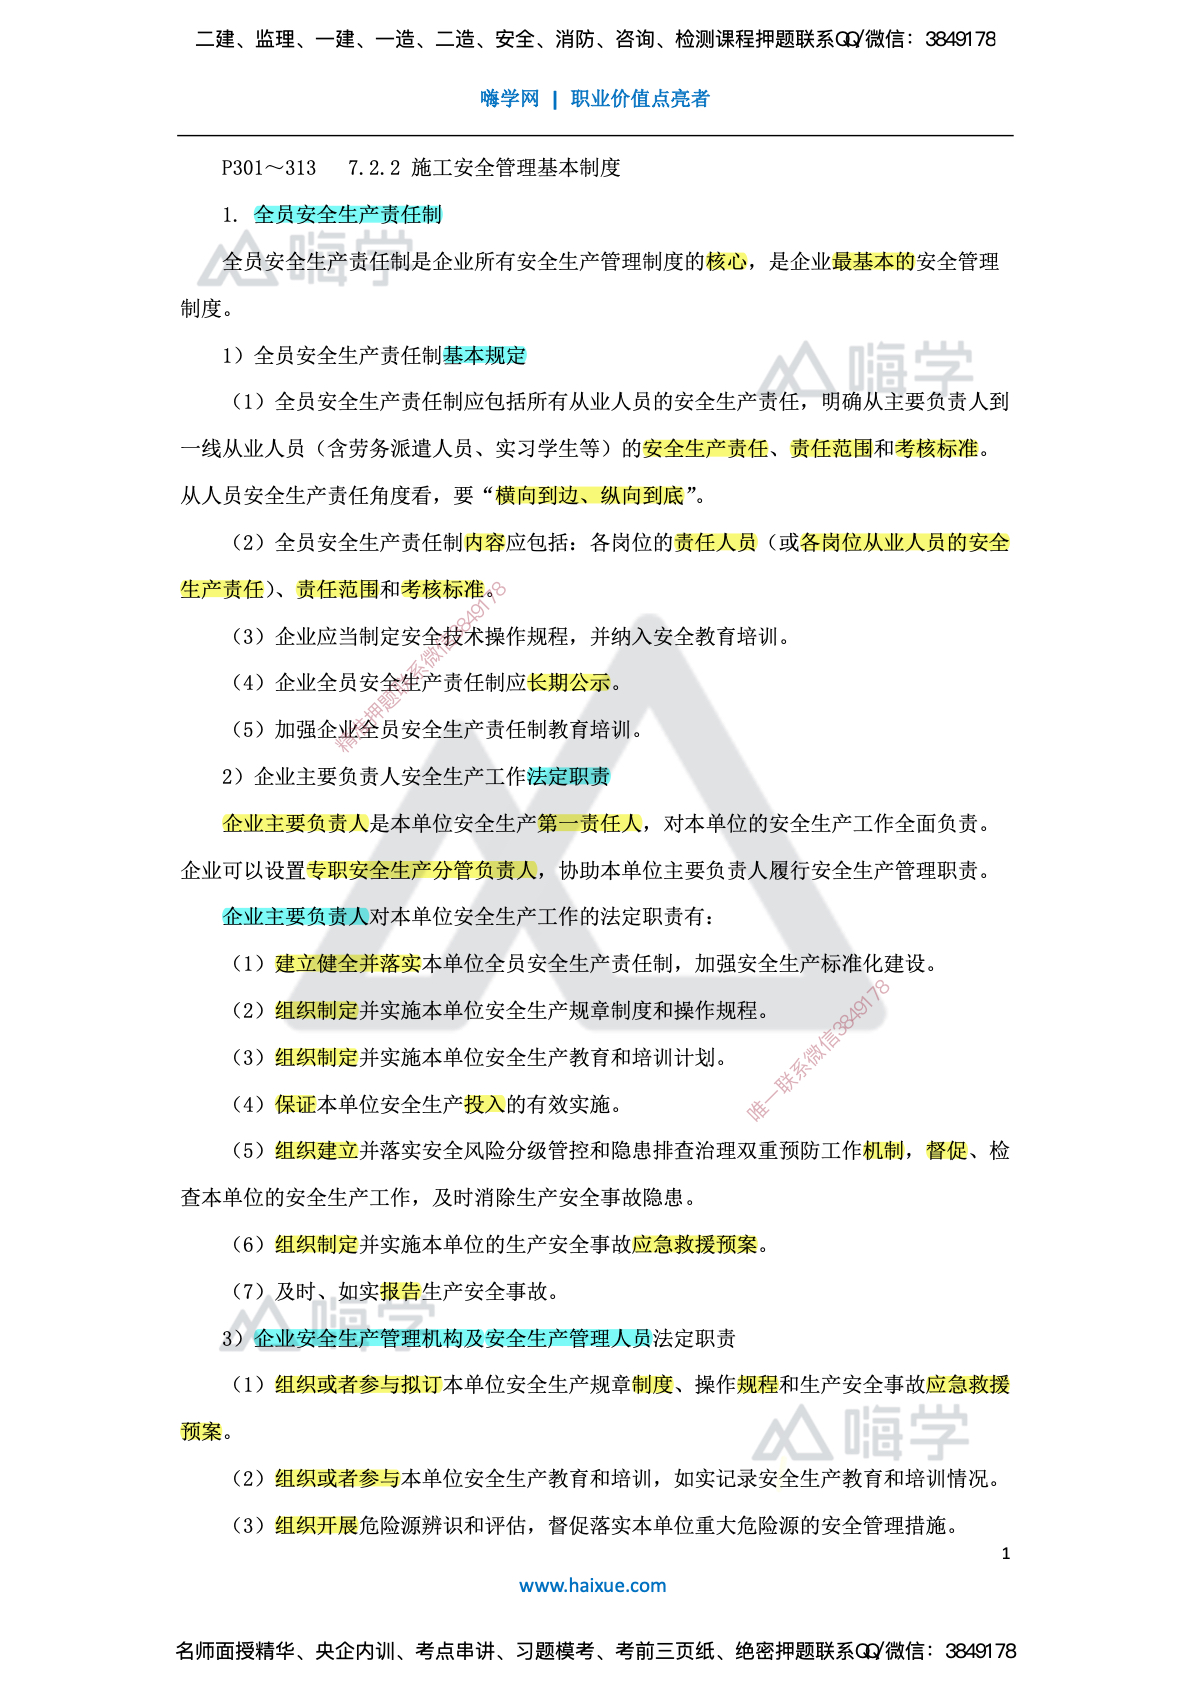 二建、监理、一建、一造、二造、安全、消防、咨询、检测课程押题联系QQ/微信：3849178
嗨学网 | 职业价值点亮者
P301～313 7.2.2 施工安全管理基本制度
1. 全员安全生产责任制
嗨学
全员安全生产责任制是企业所有安全生产管理制度的核心，是企业最基本的安全管理
制度。
1）全员安全生产责任制基本规定
嗨学
（1）全员安全生产责任制应包括所有从业人员的安全生产责任，明确从主要负责人到
一线从业人员（含劳务派遣人员、实习学生等）的安全生产责任、责任范围和考核标准。
从人员安全生产责任角度看，要“横向到边、纵向到底”。
（2）全员安全生产责任制内容应包括：各岗位的责任人员（或各岗位从业人员的安全
生产责任）、责任范围和考核标准。
（3）企业应当制定安全技术操作规程，并纳入安全教育培训。
（4）企业全员安全生产责任制应长期公示。
精准押题联系微信3849178
（5）加强企业全员安全生产责任制教育培训。
2）企业主要负责人安全生产工作法定职责
企业主要负责人是本单位安全生产第一责任人，对本单位的安全生产工作全面负责。
企业可以设置专职安全生产分管负责人，协助本单位主要负责人履行安全生产管理职责。
企业主要负责人对本单位安全生产工作的法定职责有：
（1）建立健全并落实本单位全员安全生产责任制，加强安全生产标准化建设。
（2）组织制定并实施本单位安全生产规章制度和操作规程。
（3）组织制定并实施本单位安全生产教育和培训计划。
唯一联系微信3849178
（4）保证本单位安全生产投入的有效实施。
（5）组织建立并落实安全风险分级管控和隐患排查治理双重预防工作机制，督促、检
查本单位的安全生产工作，及时消除生产安全事故隐患。
（6）组织制定并实施本单位的生产安全事故应急救援预案。
（7）及时、如实报告生产安全事故。
嗨学
3）企业安全生产管理机构及安全生产管理人员法定职责
（1）组织或者参与拟订本单位安全生产规章制度、操作规程和生产安全事故应急救援
预案。
嗨学
（2）组织或者参与本单位安全生产教育和培训，如实记录安全生产教育和培训情况。
（3）组织开展危险源辨识和评估，督促落实本单位重大危险源的安全管理措施。
1
www.haixue.com
名师面授精华、央企内训、考点串讲、习题模考、考前三页纸、绝密押题联系QQ/微信：3849178